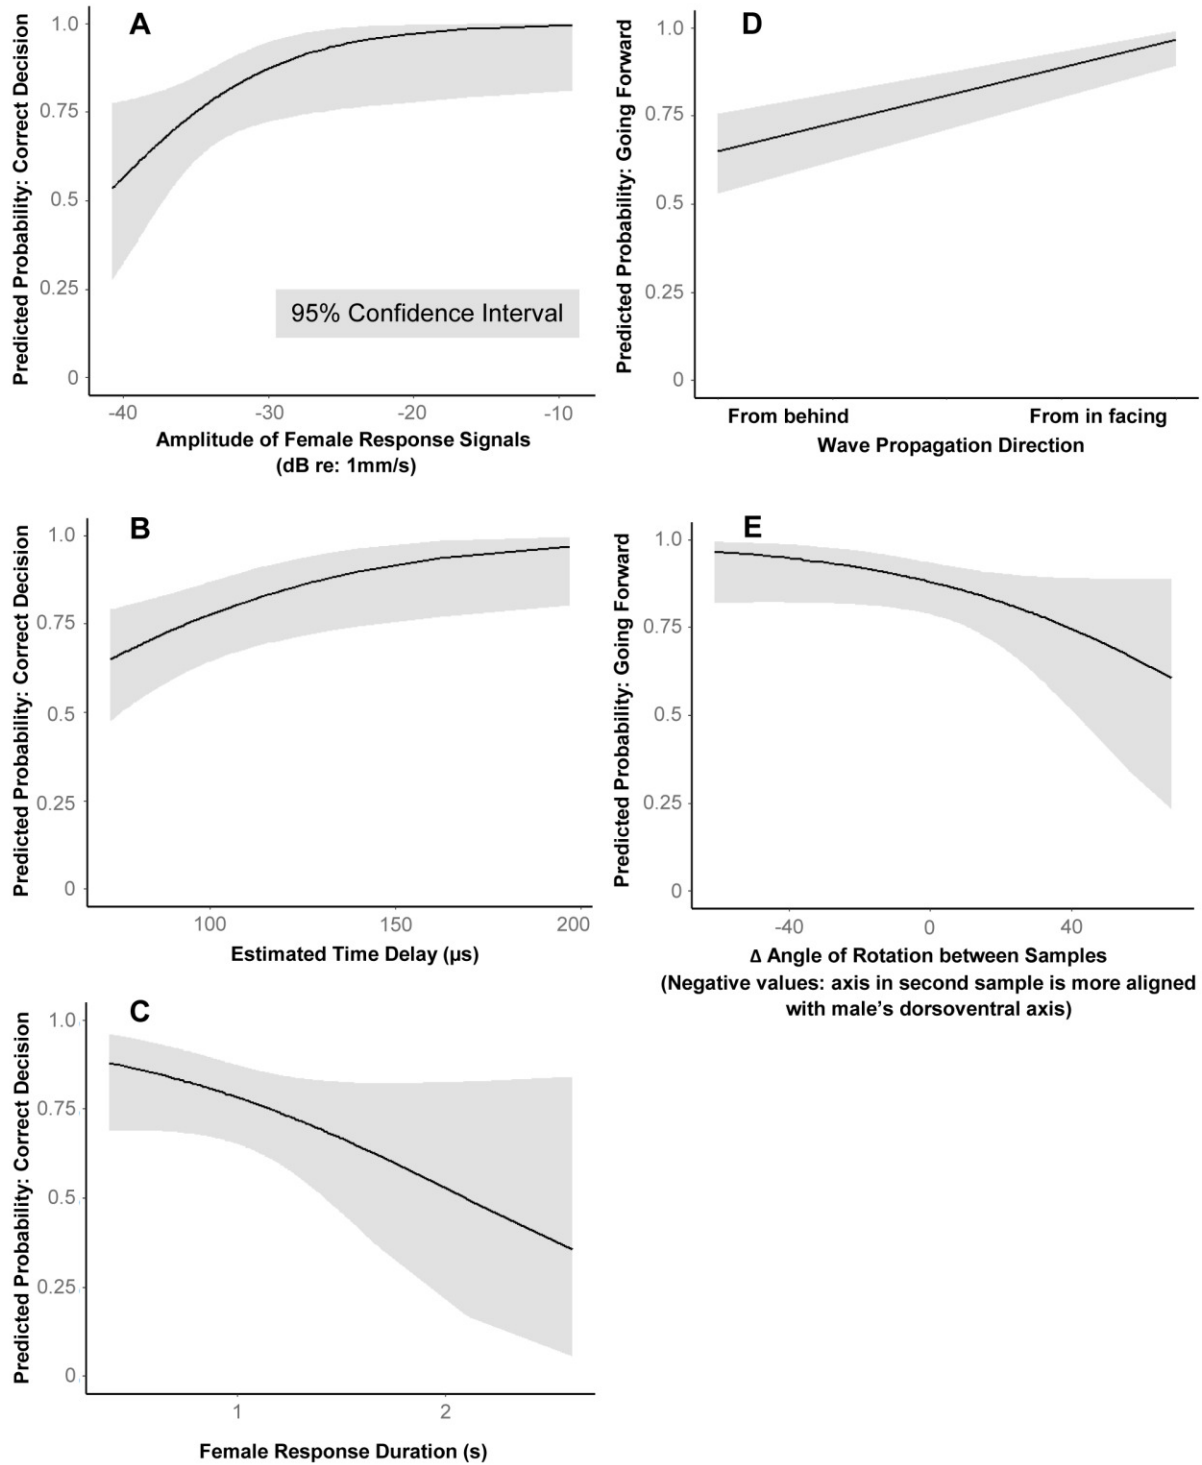 A
Predicted Probability: Correct Decision
1.0
0.75
0.5
0.25
0
95% Confidence Interval
-40
-30
-20
-10
Amplitude of Female Response Signals
(dB re: 1mm/s)
D
Predicted Probability: Going Forward
1.0
0.75
0.5
0.25
0
From behind
From in facing
Wave Propagation Direction
B
Predicted Probability: Correct Decision
1.0
0.75
0.5
0.25
0
100
150
200
Estimated Time Delay (µs)
E
Predicted Probability: Going Forward
1.0
0.75
0.5
0.25
0
-40
0
40
Δ Angle of Rotation between Samples
(Negative values: axis in second sample is more aligned
with male's dorsoventral axis)
C
Predicted Probability: Correct Decision
1.0
0.75
0.5
0.25
0
1
2
Female Response Duration (s)